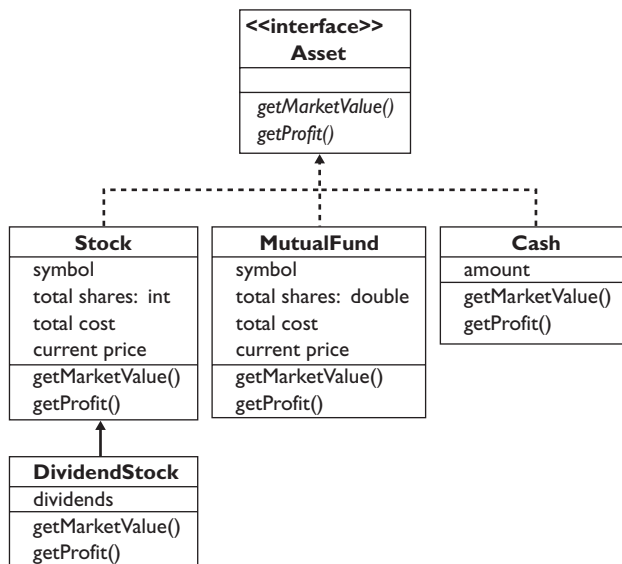 <<interface>>
Asset
getMarketValue()
getProfit()
Stock
symbol
total shares: int
total cost
current price
getMarketValue()
getProfit()
MutualFund
symbol
total shares: double
total cost
current price
getMarketValue()
getProfit()
Cash
amount
getMarketValue()
getProfit()
DividendStock
dividends
getMarketValue()
getProfit()